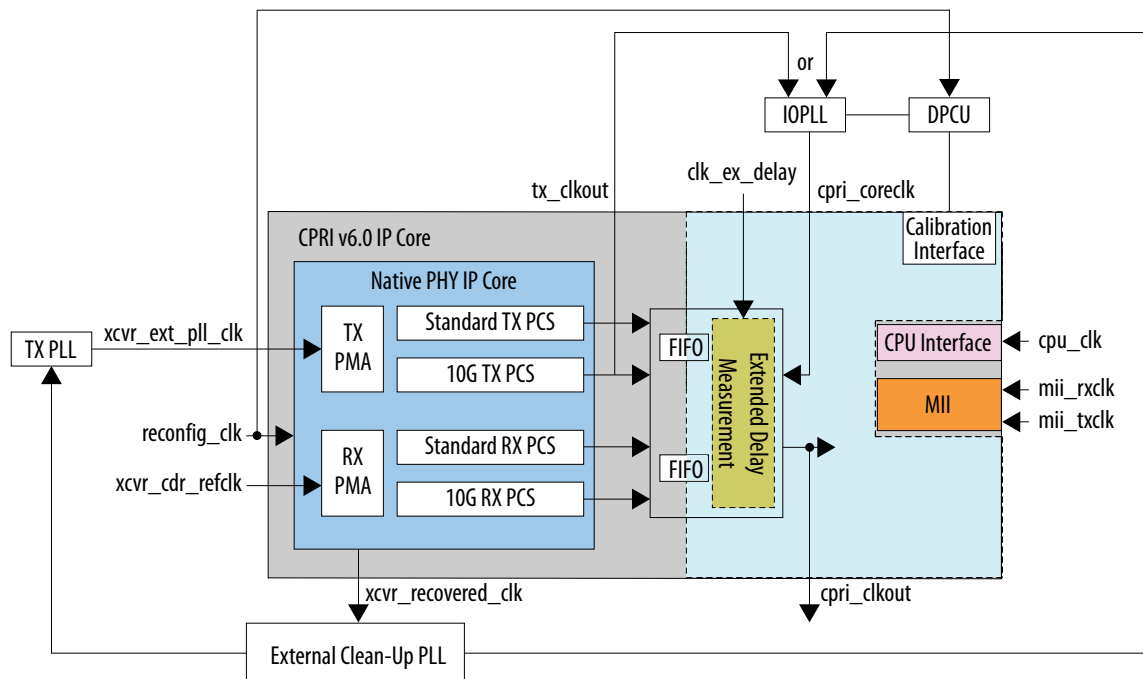 or
IOPLL
DPCU
clk_ex_delay
tx_clkout
cpri_coreclk
CPRI v6.0 IP Core
Calibration
Interface
Native PHY IP Core
TX
PMA
Standard TX PCS
10G TX PCS
xcvr_ext_pll_clk
TX PLL
FIFO
Extended Delay
Measurement
CPU Interface
cpu_clk
MII
mii_rxclk
mii_txclk
reconfig_clk
RX
PMA
Standard RX PCS
10G RX PCS
FIFO
xcvr_cdr_refclk
xcvr_recovered_clk
cpri_clkout
External Clean-Up PLL